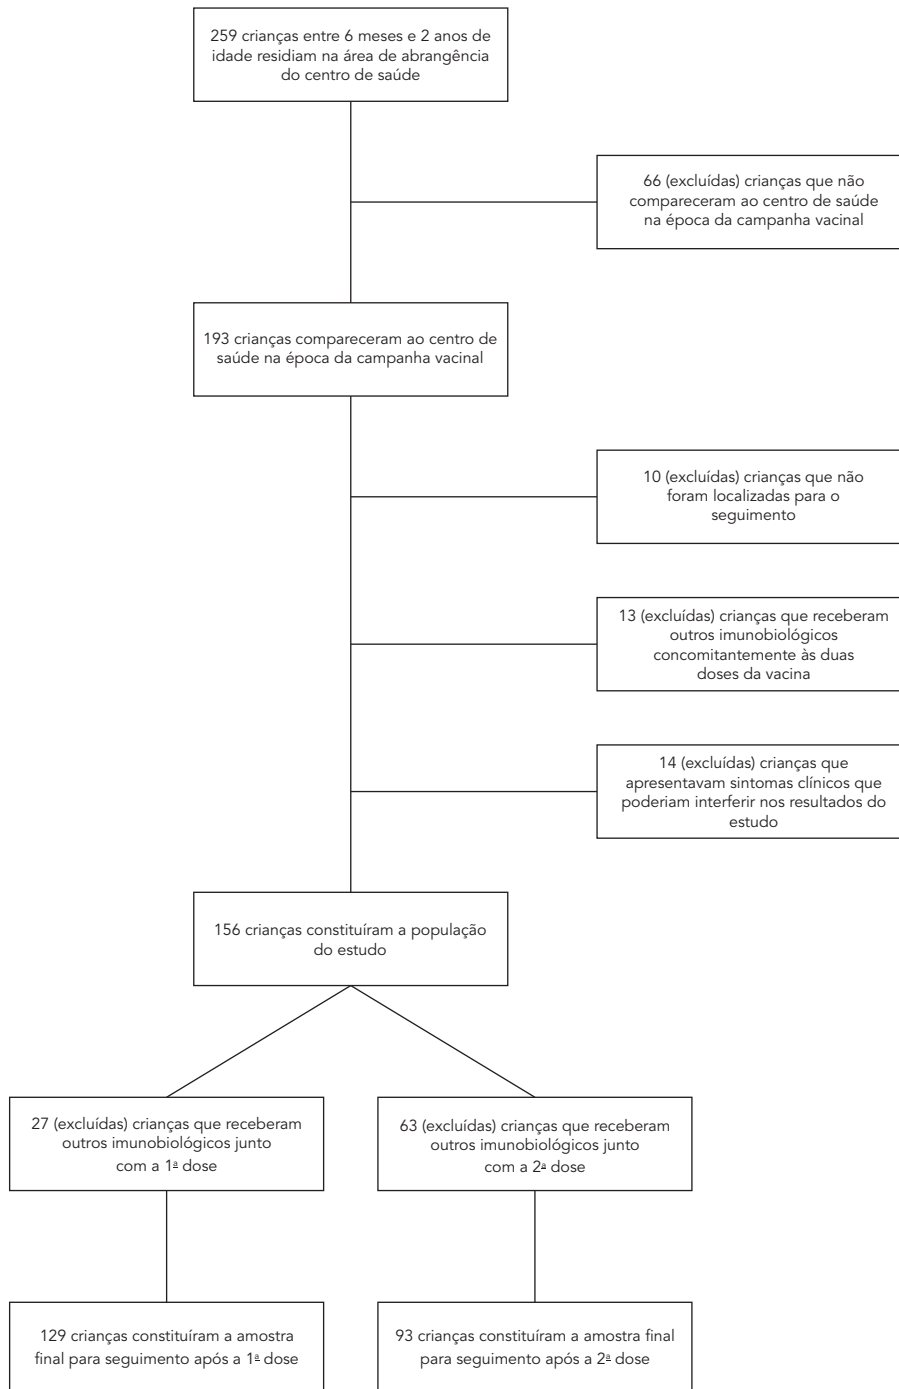 259 crianças entre 6 meses e 2 anos de
idade residiam na área de abrangência
do centro de saúde
66 (excluídas) crianças que não
compareceram ao centro de saúde
na época da campanha vacinal
193 crianças compareceram ao centro de
saúde na época da campanha vacinal
10 (excluídas) crianças que não
foram localizadas para o
seguimento
13 (excluídas) crianças que receberam
outros imunobiológicos
concomitantemente às duas
doses da vacina
14 (excluídas) crianças que
apresentavam sintomas clínicos que
poderiam interferir nos resultados do
estudo
156 crianças constituíram a população
do estudo
27 (excluídas) crianças que receberam
outros imunobiológicos junto
com a 1ª dose
63 (excluídas) crianças que receberam
outros imunobiológicos junto
com a 2ª dose
129 crianças constituíram a amostra
final para seguimento após a 1ª dose
93 crianças constituíram a amostra final
para seguimento após a 2ª dose